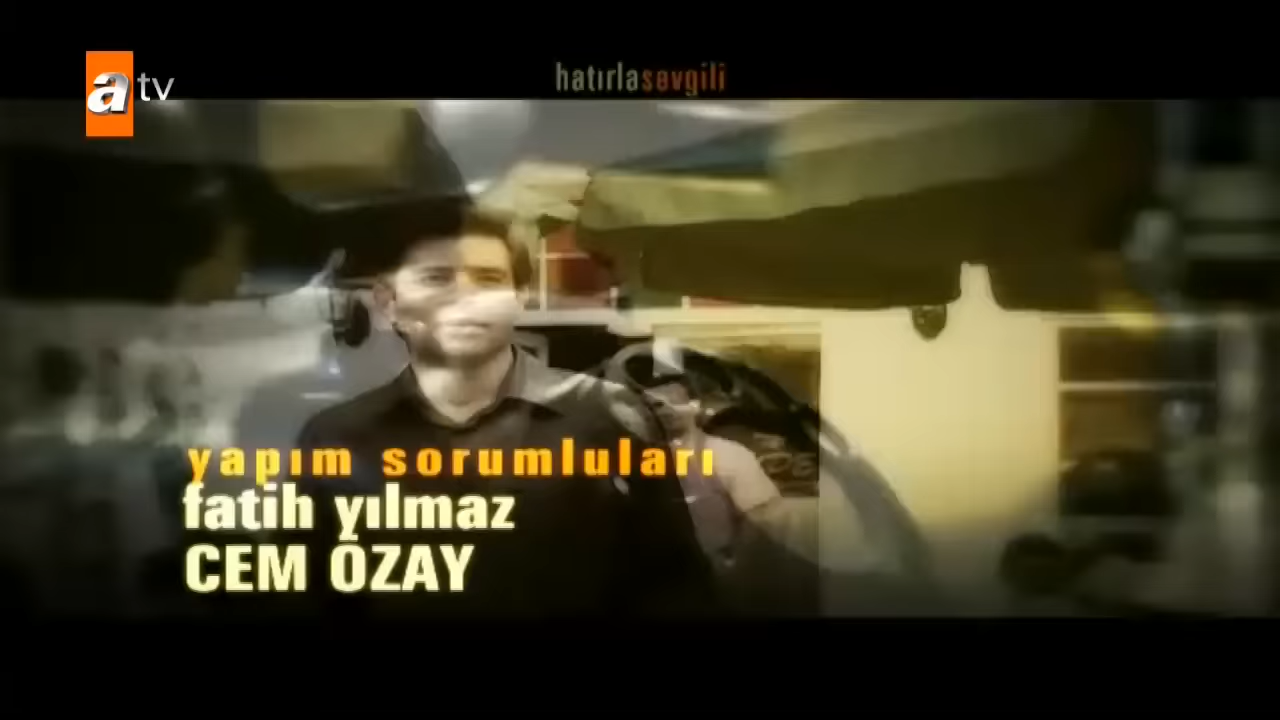 atv
hatırlasevgili
yapım sorumluları
fatih yılmaz
CEM ÖZAY